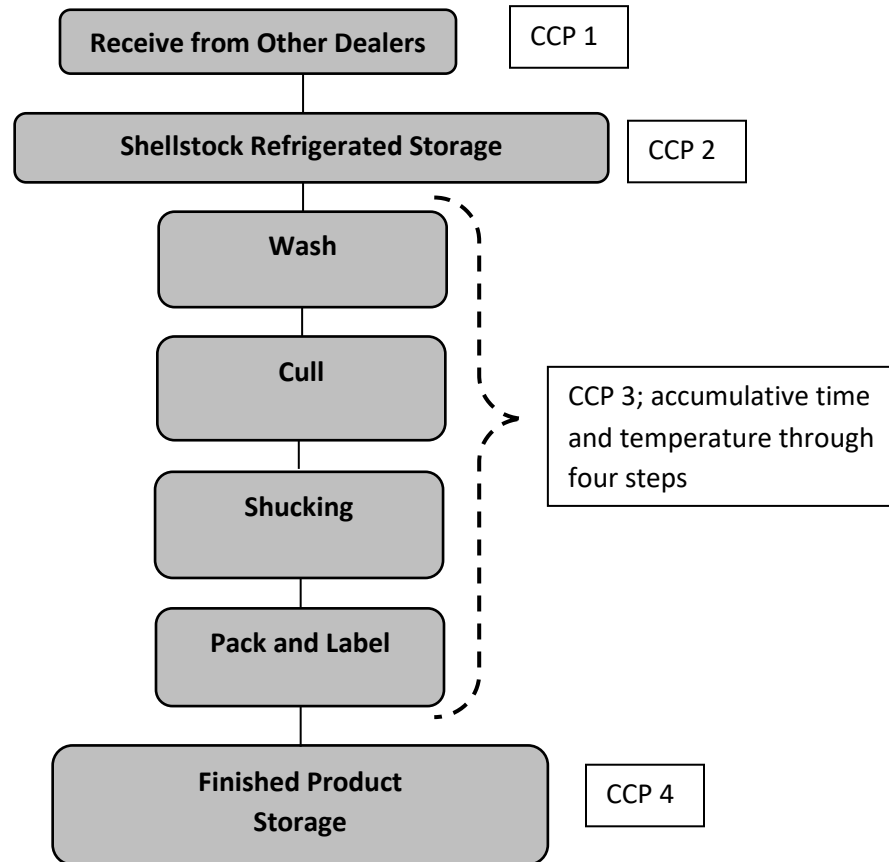 Receive from Other Dealers
CCP 1
Shellstock Refrigerated Storage
CCP 2
Wash
Cull
CCP 3; accumulative time
and temperature through
four steps
Shucking
Pack and Label
Finished Product
Storage
CCP 4